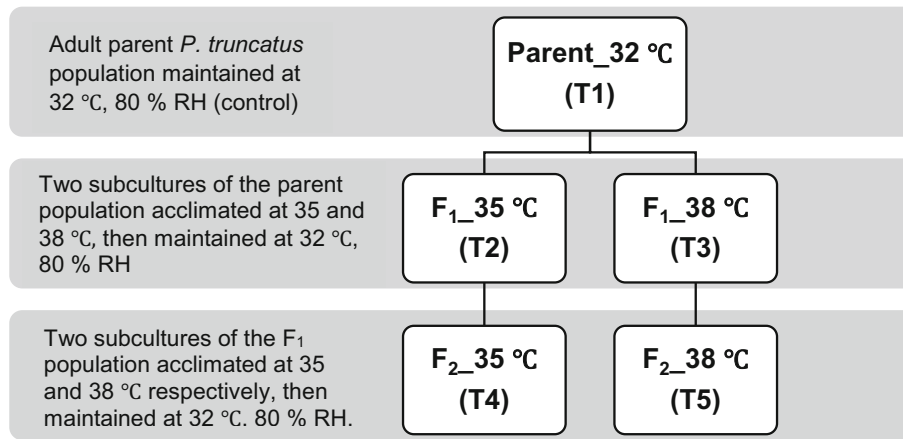 Adult parent P. truncatus
population maintained at
32 ℃, 80 % RH (control)
Parent_32 ℃
(T1)
Two subcultures of the parent
population acclimated at 35 and
38 ℃, then maintained at 32 ℃,
80 % RH
F₁_35 ℃
(T2)
F₁_38 ℃
(T3)
Two subcultures of the F₁
population acclimated at 35
and 38 ℃ respectively, then
maintained at 32 ℃. 80 % RH.
F₂_35 ℃
(T4)
F₂_38 ℃
(T5)